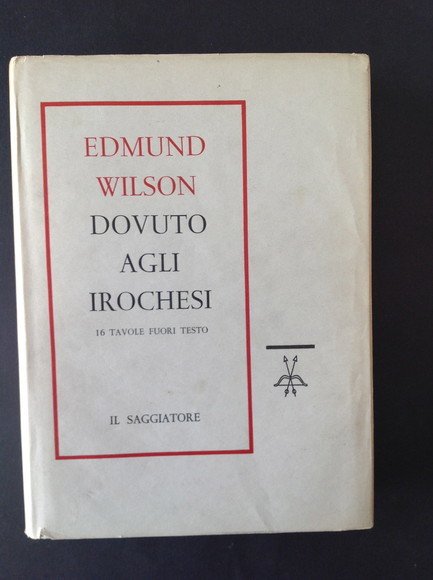 EDMUND
WILSON
DOVUTO
AGLI
IROCHESI
16 TAVOLE FUORI TESTO
IL SAGGIATORE